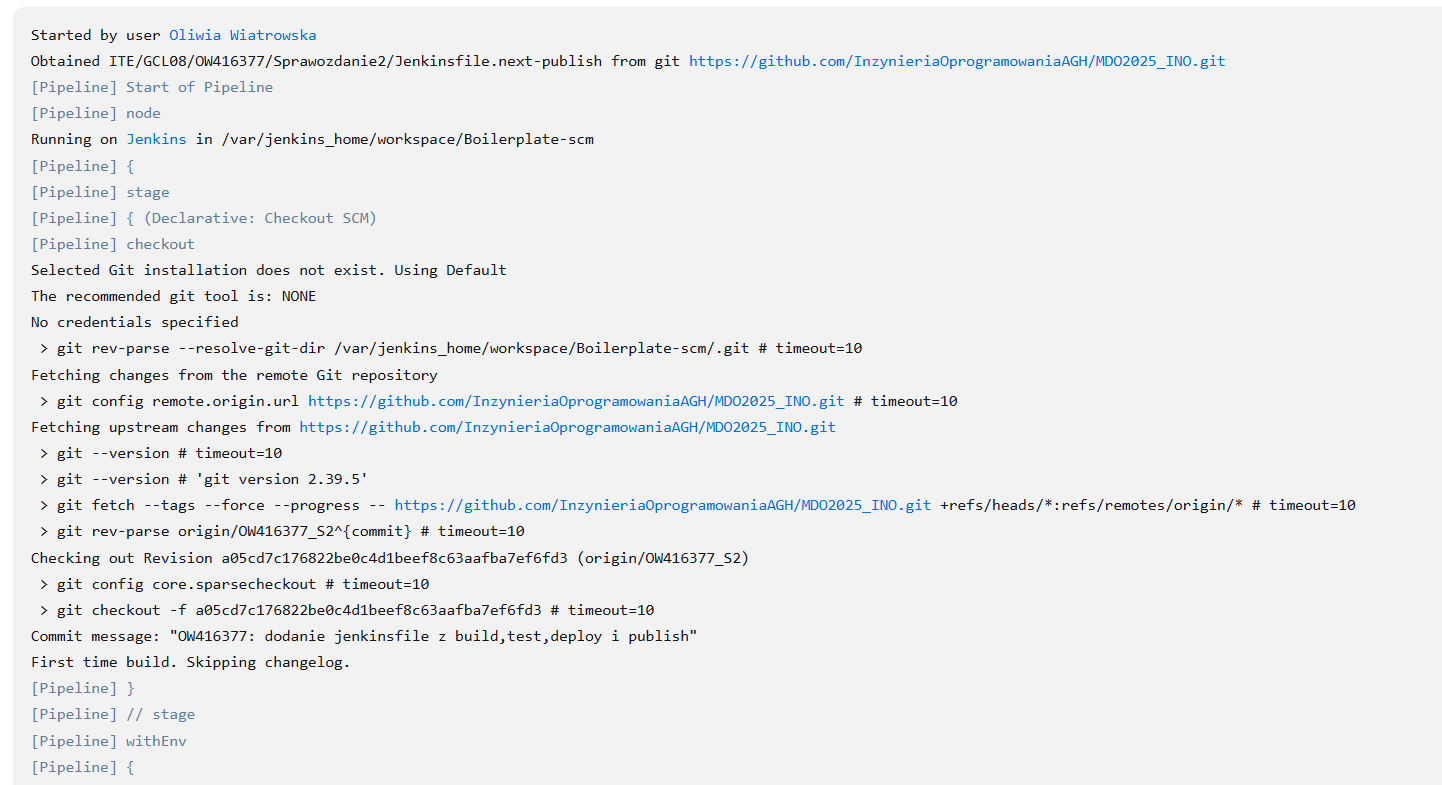 Started by user Oliwia Wiatrowska
Obtained ITE/GCL08/OW416377/Sprawozdanie2/Jenkinsfile.next-publish from git https://github.com/InzynieriaOprogramowaniaAGH/MDO2025_INO.git
[Pipeline] Start of Pipeline
[Pipeline] node
Running on Jenkins in /var/jenkins_home/workspace/Boilerplate-scm
[Pipeline] {
[Pipeline] stage
[Pipeline] { (Declarative: Checkout SCM)
[Pipeline] checkout
Selected Git installation does not exist. Using Default
The recommended git tool is: NONE
No credentials specified
 > git rev-parse --resolve-git-dir /var/jenkins_home/workspace/Boilerplate-scm/.git # timeout=10
Fetching changes from the remote Git repository
 > git config remote.origin.url https://github.com/InzynieriaOprogramowaniaAGH/MDO2025_INO.git # timeout=10
Fetching upstream changes from https://github.com/InzynieriaOprogramowaniaAGH/MDO2025_INO.git
 > git --version # timeout=10
 > git --version # 'git version 2.39.5'
 > git fetch --tags --force --progress -- https://github.com/InzynieriaOprogramowaniaAGH/MDO2025_INO.git +refs/heads/*:refs/remotes/origin/* # timeout=10
 > git rev-parse origin/OW416377_S2^{commit} # timeout=10
Checking out Revision a05cd7c176822be0c4d1beef8c63aafba7ef6fd3 (origin/OW416377_S2)
 > git config core.sparsecheckout # timeout=10
 > git checkout -f a05cd7c176822be0c4d1beef8c63aafba7ef6fd3 # timeout=10
Commit message: "OW416377: dodanie jenkinsfile z build,test,deploy i publish"
First time build. Skipping changelog.
[Pipeline] }
[Pipeline] // stage
[Pipeline] withEnv
[Pipeline] {